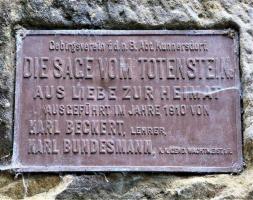 Gebirgsverein f.d.n.B. Abt. Kunnersdorf.
DIE SAGE VOM TOTENSTEIN.
AUS LIEBE ZUR HEIMAT
AUSGEFÜHRT IM JAHRE 1910 VON
KARL BECKERT, LEHRER,
KARL BUNDESMANN,